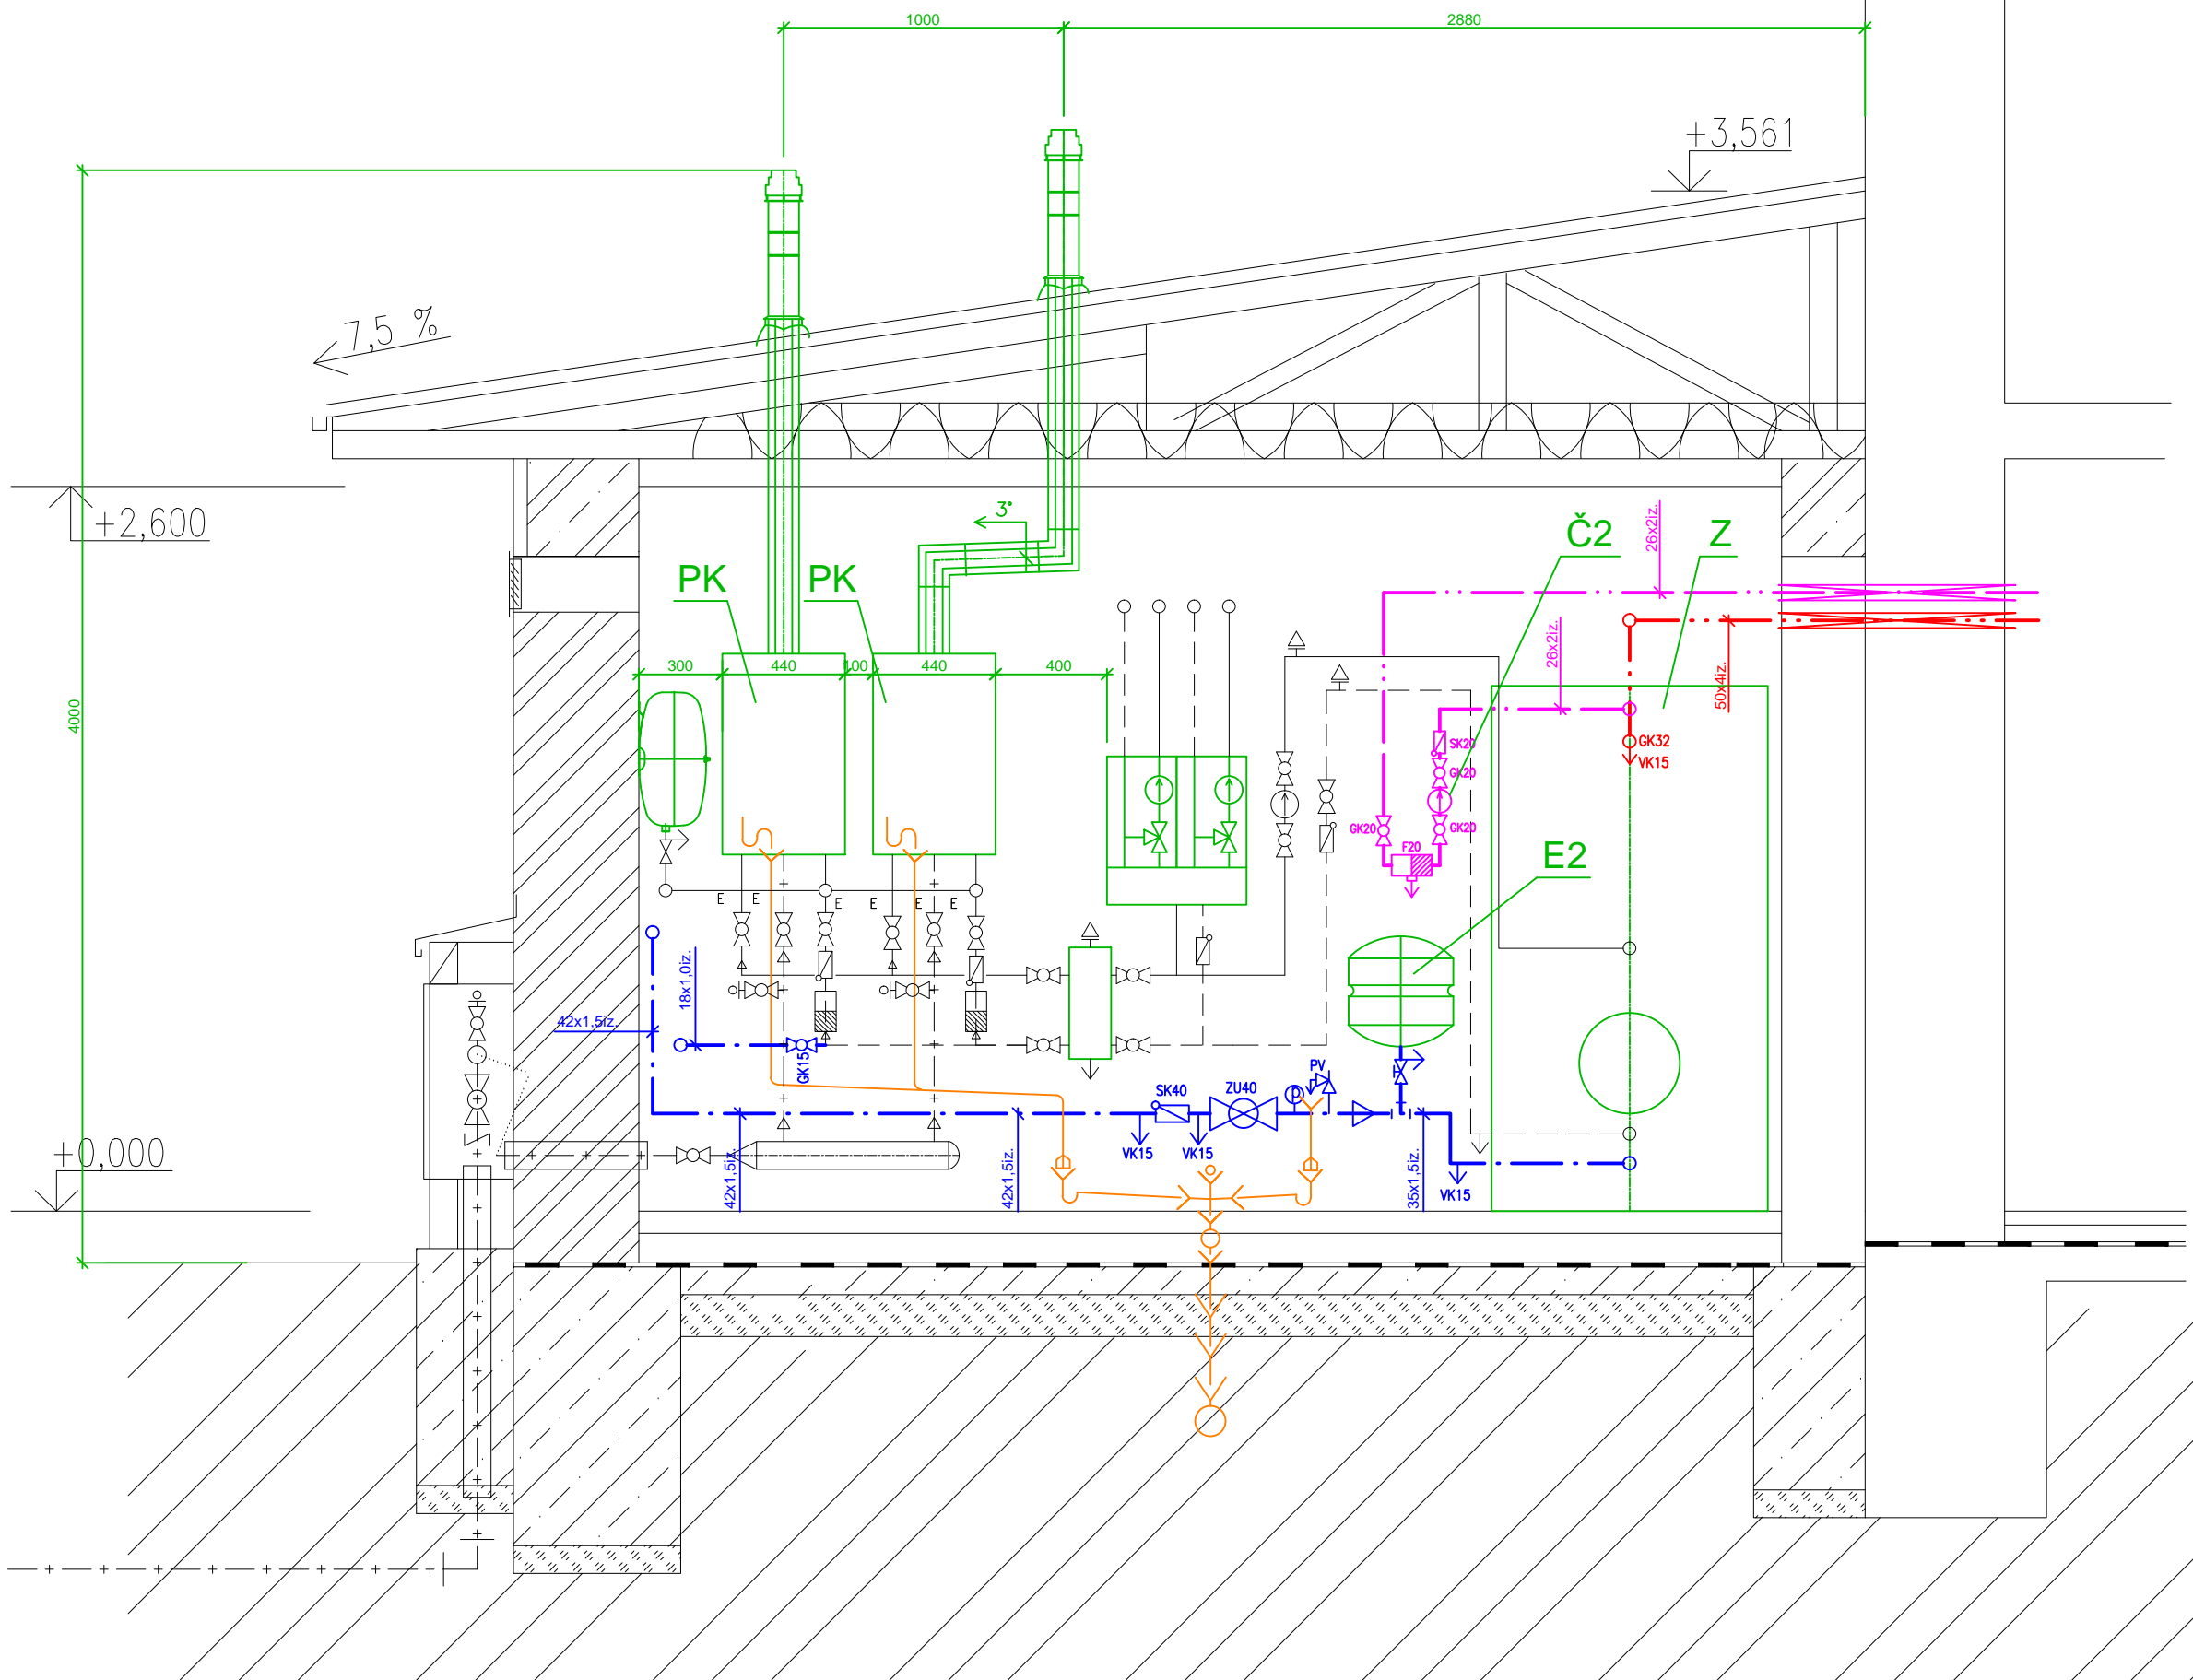 1000
2880
+3,561
7,5 %
+2,600
3°
Č2
Z
26x2iz.
PK
PK
26x2iz.
50x4iz.
300
440
100
440
400
4000
SK20
GK32
VK15
GK20
GK20
GK20
F20
E2
E
E
E
E
E
E
18x1,0iz.
42x1,5iz.
GK15
PV
SK40
ZU40
p
VK15
VK15
+0,000
42x1,5iz.
42x1,5iz.
35x1,5iz.
VK15